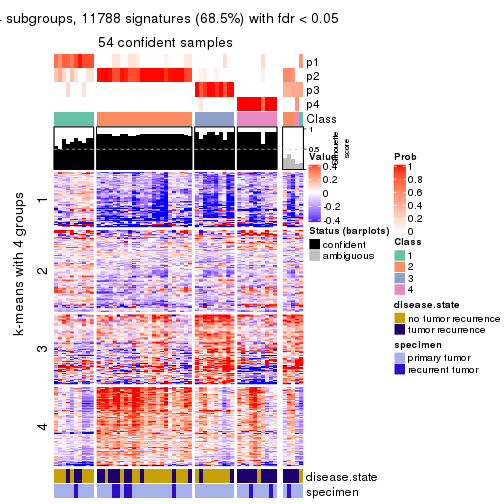 subgroups, 11788 signatures (68.5%) with fdr < 0.05
54 confident samples
p1
p2
p3
p4
Class
1
0.5
0
silhouette
score
k-means with 4 groups
1
2
3
4
disease.state
specimen
Value
0.4
0.2
0
-0.2
-0.4
Status (barplots)
confident
ambiguous
Prob
1
0.8
0.6
0.4
0.2
0
Class
1
2
3
4
disease.state
no tumor recurrence
tumor recurrence
specimen
primary tumor
recurrent tumor